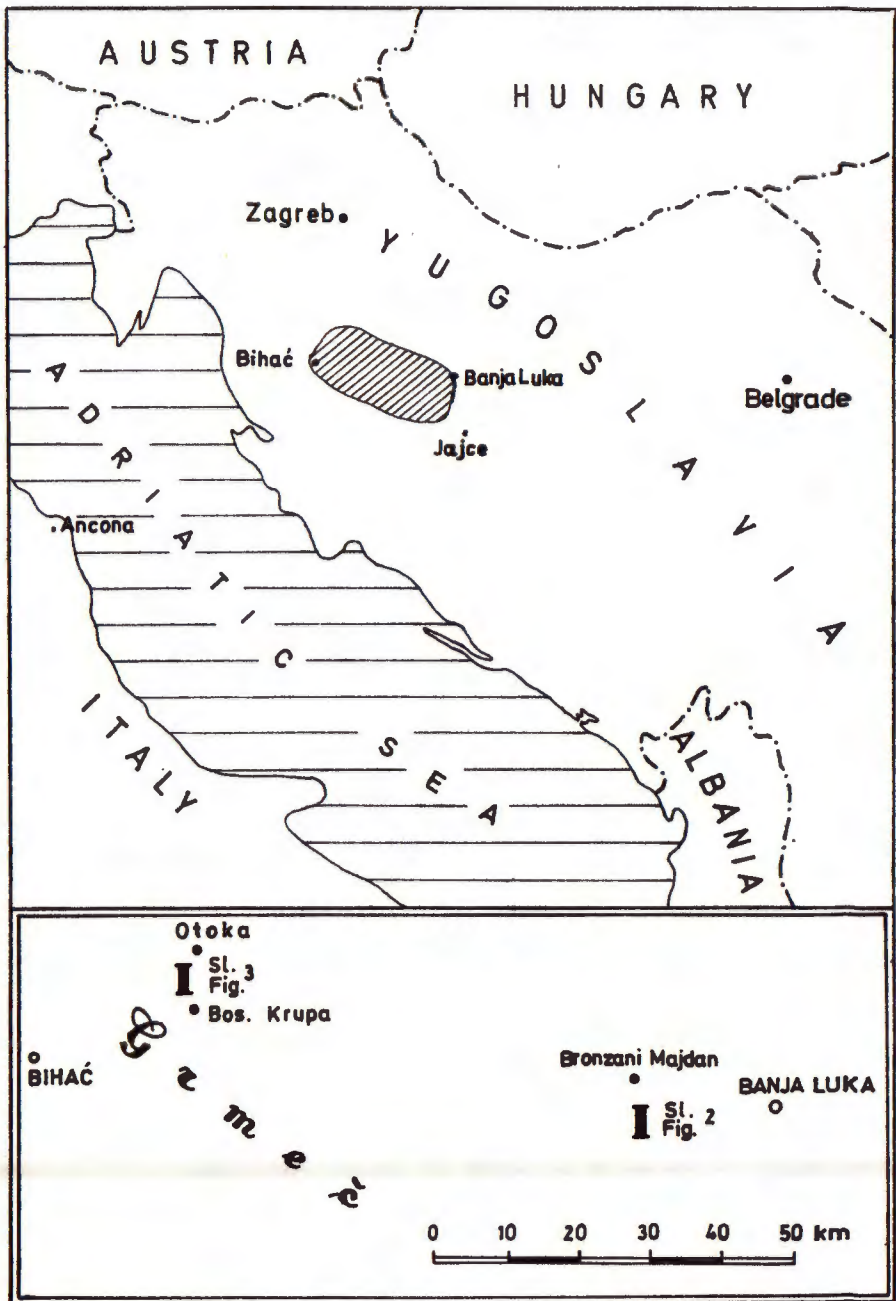 AUSTRIA
HUNGARY
Zagreb
YUGOSLAVIA
Bihać
Banja Luka
Belgrade
Jajce
ADRIATIC SEA
Ancona
ITALY
ALBANIA
Otoka
Sl. 3
Fig.
Bos. Krupa
Grmeč
BIHAĆ
Bronzani Majdan
BANJA LUKA
Sl. 2
Fig.
0 10 20 30 40 50 km